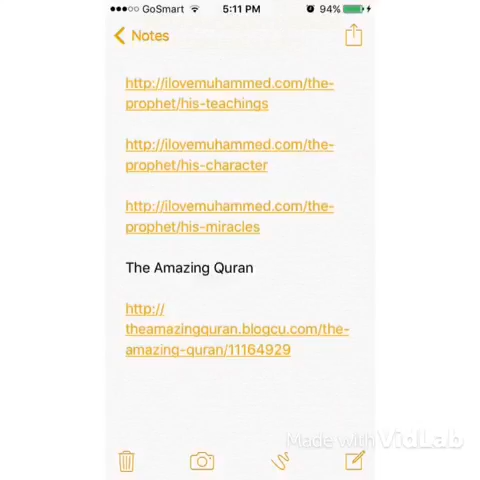 GoSmart 5:11 PM 94%
Notes
http://ilovemuhammed.com/the-
prophet/his-teachings
http://ilovemuhammed.com/the-
prophet/his-character
http://ilovemuhammed.com/the-
prophet/his-miracles
The Amazing Quran
http://
theamazingquran.blogcu.com/the-
amazing-quran/11164929
Made with VidLab